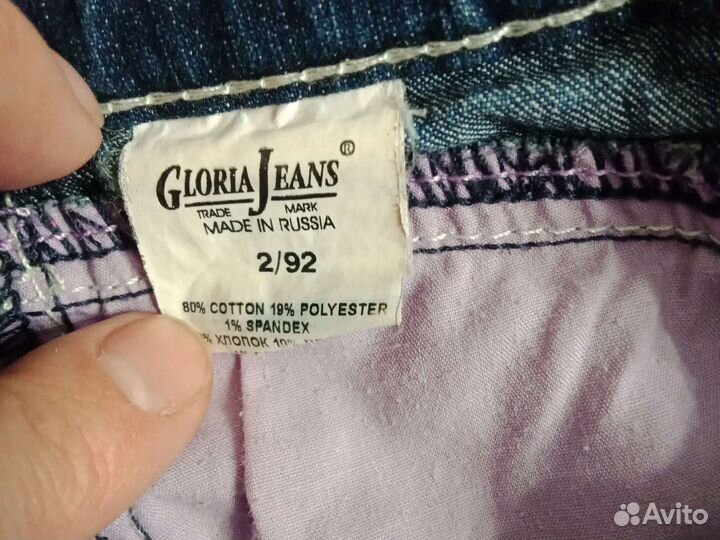 GLORIA JEANS ®
TRADE MARK
MADE IN RUSSIA
2/92
80% COTTON 19% POLYESTER
1% SPANDEX
% ХЛОПОК
Avito